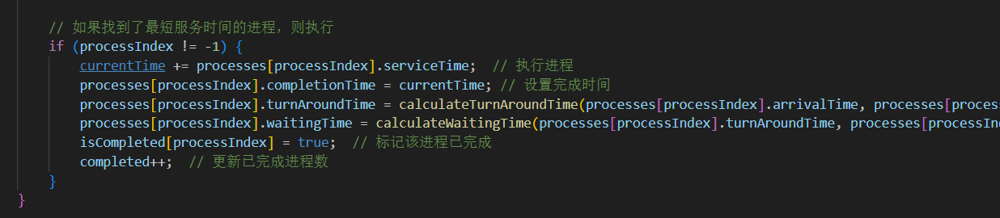 // 如果找到了最短服务时间的进程，则执行
if (processIndex != -1) {
currentTime += processes[processIndex].serviceTime;  // 执行进程
processes[processIndex].completionTime = currentTime; // 设置完成时间
processes[processIndex].turnAroundTime = calculateTurnAroundTime(processes[processIndex].arrivalTime, processes[proces
processes[processIndex].waitingTime = calculateWaitingTime(processes[processIndex].turnAroundTime, processes[processIn
isCompleted[processIndex] = true;  // 标记该进程已完成
completed++;  // 更新已完成进程数
}
}